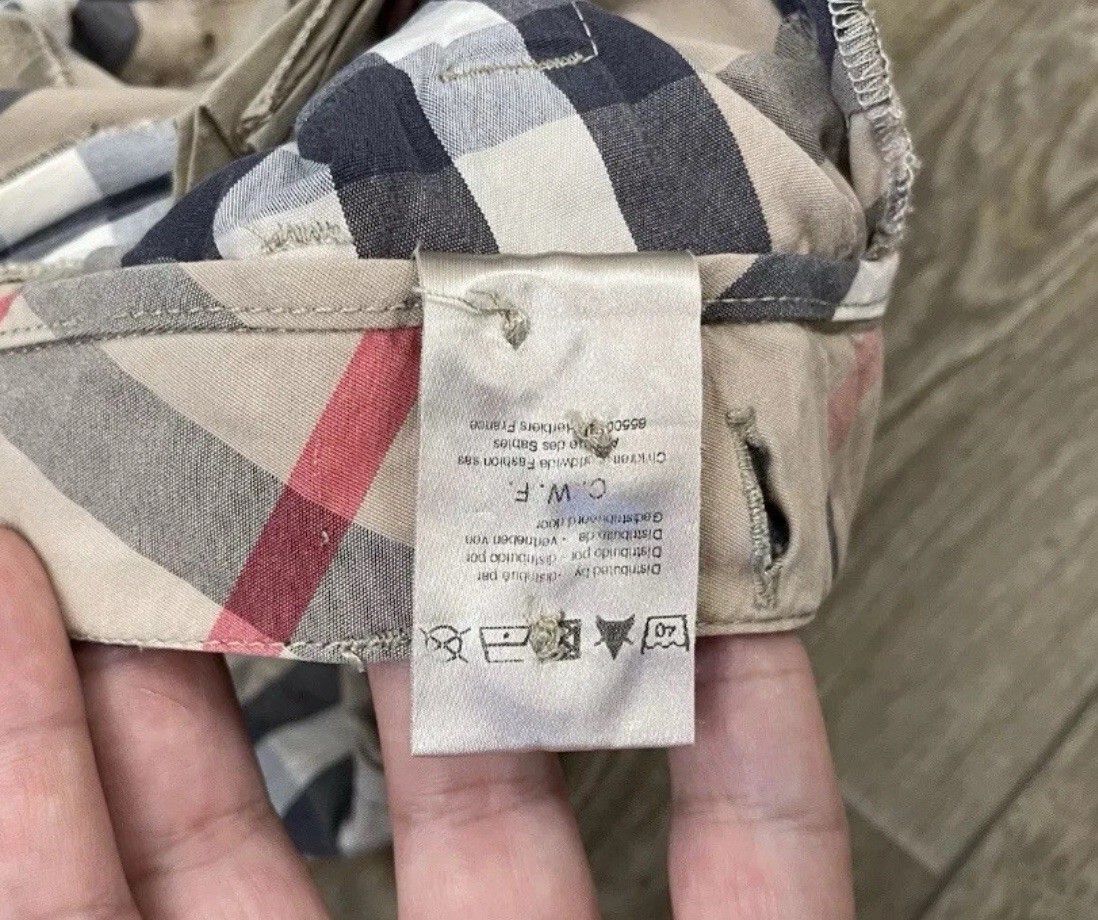 40
Distributed by - distribué par
Distribuido por - distribuido por
Distribuito da - vertrieben von
Gedistribueerd door
C.W.F.
Children Worldwide Fashion sas
des Sables
85500 Herbiers France